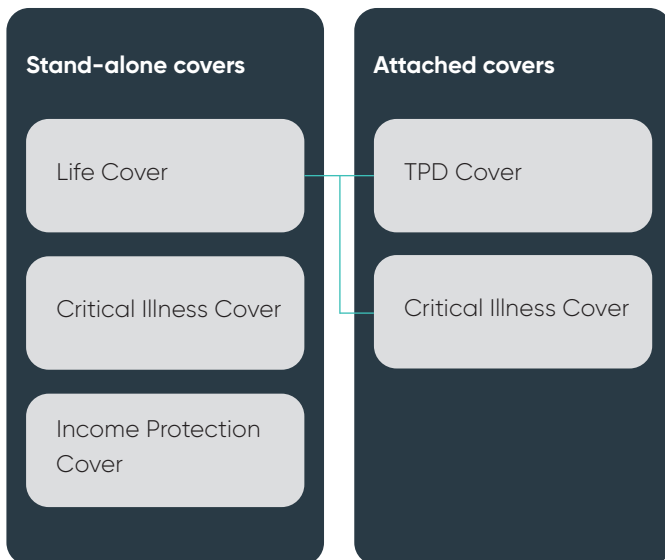 Stand-alone covers
Life Cover
Critical Illness Cover
Income Protection
Cover
Attached covers
TPD Cover
Critical Illness Cover